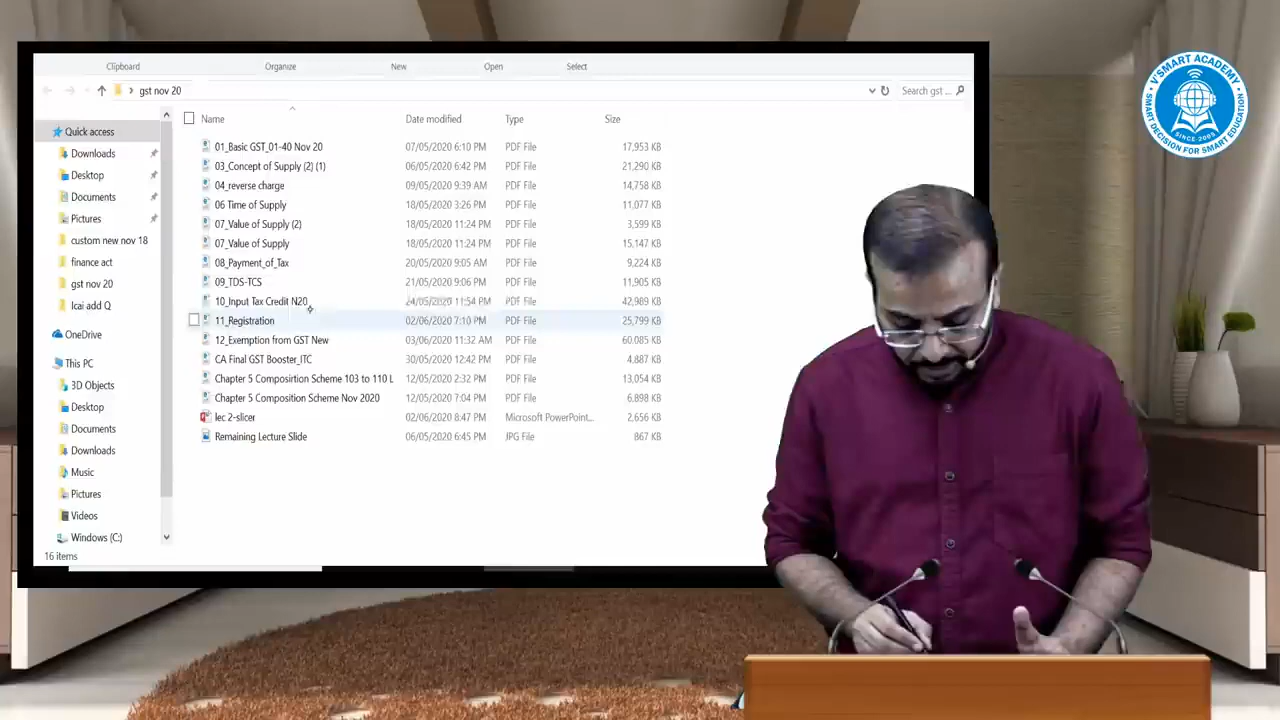 Clipboard Organize New Open Select
gst nov 20 Search gst ...
Name Date modified Type Size
Quick access
Downloads
Desktop
Documents
Pictures
custom new nov 18
finance act
gst nov 20
Icai add Q
OneDrive
This PC
3D Objects
Desktop
Documents
Downloads
Music
Pictures
Videos
Windows (C:)
01_Basic GST_01-40 Nov 20 07/05/2020 6:10 PM PDF File 17,953 KB
03_Concept of Supply (2) (1) 06/05/2020 6:42 PM PDF File 21,290 KB
04_reverse charge 09/05/2020 9:39 AM PDF File 14,758 KB
06 Time of Supply 18/05/2020 3:26 PM PDF File 11,077 KB
07_Value of Supply (2) 18/05/2020 11:24 PM PDF File 3,599 KB
07_Value of Supply 18/05/2020 11:24 PM PDF File 15,147 KB
08_Payment_of_Tax 20/05/2020 9:05 AM PDF File 9,224 KB
09_TDS-TCS 21/05/2020 9:06 PM PDF File 11,905 KB
10_Input Tax Credit N20 24/05/2020 11:54 PM PDF File 42,989 KB
11_Registration 02/06/2020 7:10 PM PDF File 25,799 KB
12_Exemption from GST New 03/06/2020 11:32 AM PDF File 60,085 KB
CA Final GST Booster_ITC 30/05/2020 12:42 PM PDF File 4,887 KB
Chapter 5 Composirtion Scheme 103 to 110 L 12/05/2020 2:32 PM PDF File 13,054 KB
Chapter 5 Composition Scheme Nov 2020 12/05/2020 7:04 PM PDF File 6,898 KB
lec 2-slicer 02/06/2020 8:47 PM Microsoft PowerPoint... 2,656 KB
Remaining Lecture Slide 06/05/2020 6:45 PM JPG File 867 KB
16 items
V'SMART ACADEMY
SMART DECISION FOR SMART EDUCATION
SINCE 2009